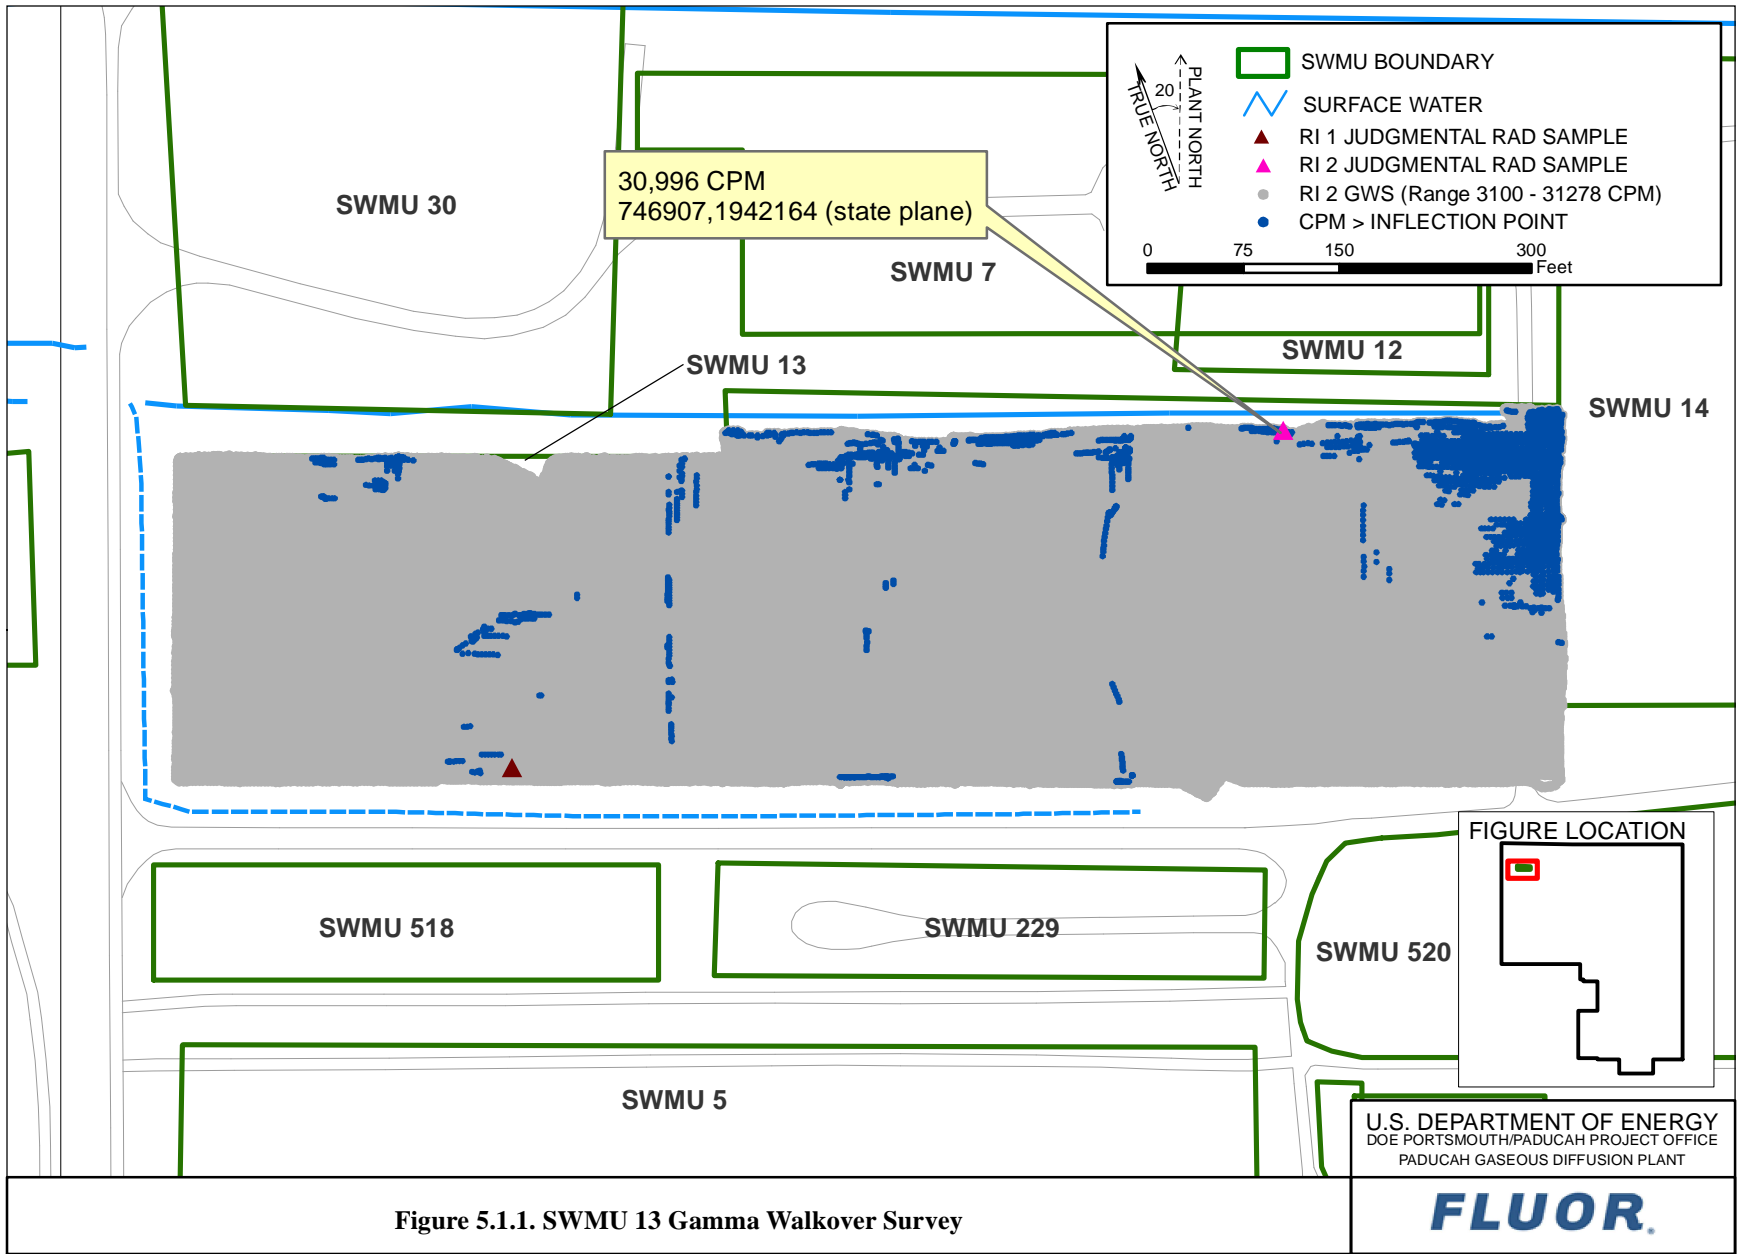 SWMU BOUNDARY
SURFACE WATER
RI 1 JUDGMENTAL RAD SAMPLE
RI 2 JUDGMENTAL RAD SAMPLE
RI 2 GWS (Range 3100 - 31278 CPM)
CPM > INFLECTION POINT
TRUE NORTH
20
PLANT NORTH
0 75 150 300
Feet
30,996 CPM
746907,1942164 (state plane)
SWMU 30
SWMU 7
SWMU 12
SWMU 13
SWMU 14
SWMU 518
SWMU 229
SWMU 520
SWMU 5
FIGURE LOCATION
U.S. DEPARTMENT OF ENERGY
DOE PORTSMOUTH/PADUCAH PROJECT OFFICE
PADUCAH GASEOUS DIFFUSION PLANT
Figure 5.1.1. SWMU 13 Gamma Walkover Survey
FLUOR®